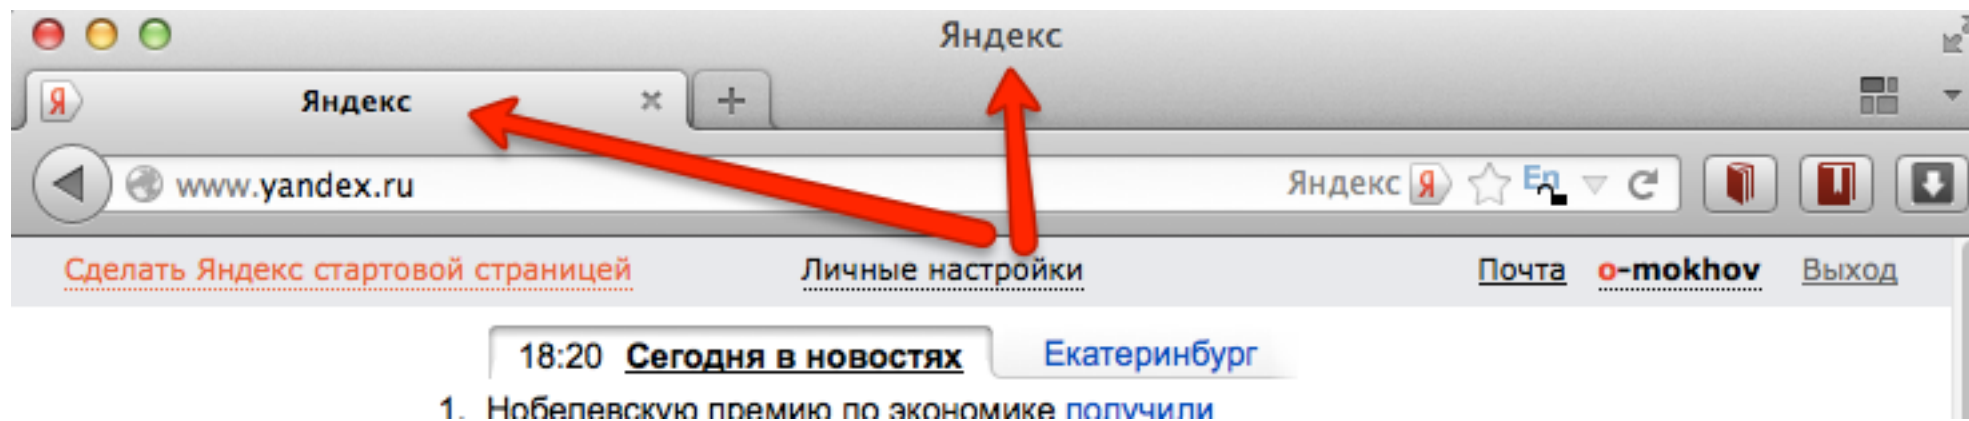 Яндекс
Я Яндекс
www.yandex.ru Яндекс Я En
Сделать Яндекс стартовой страницей Личные настройки Почта o-mokhov Выход
18:20 Сегодня в новостях Екатеринбург
1. Нобелевскую премию по экономике получили